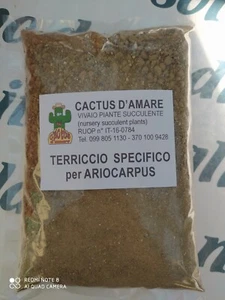 CACTUS D'AMARE
VIVAIO PIANTE SUCCULENTE
(nursery succulent plants)
RUOP n° IT-16-0784
Tel. 099 805 1130 - 370 100 9428
TERRICCIO SPECIFICO
per ARIOCARPUS
REDMI NOTE 8
AI QUAD CAMERA